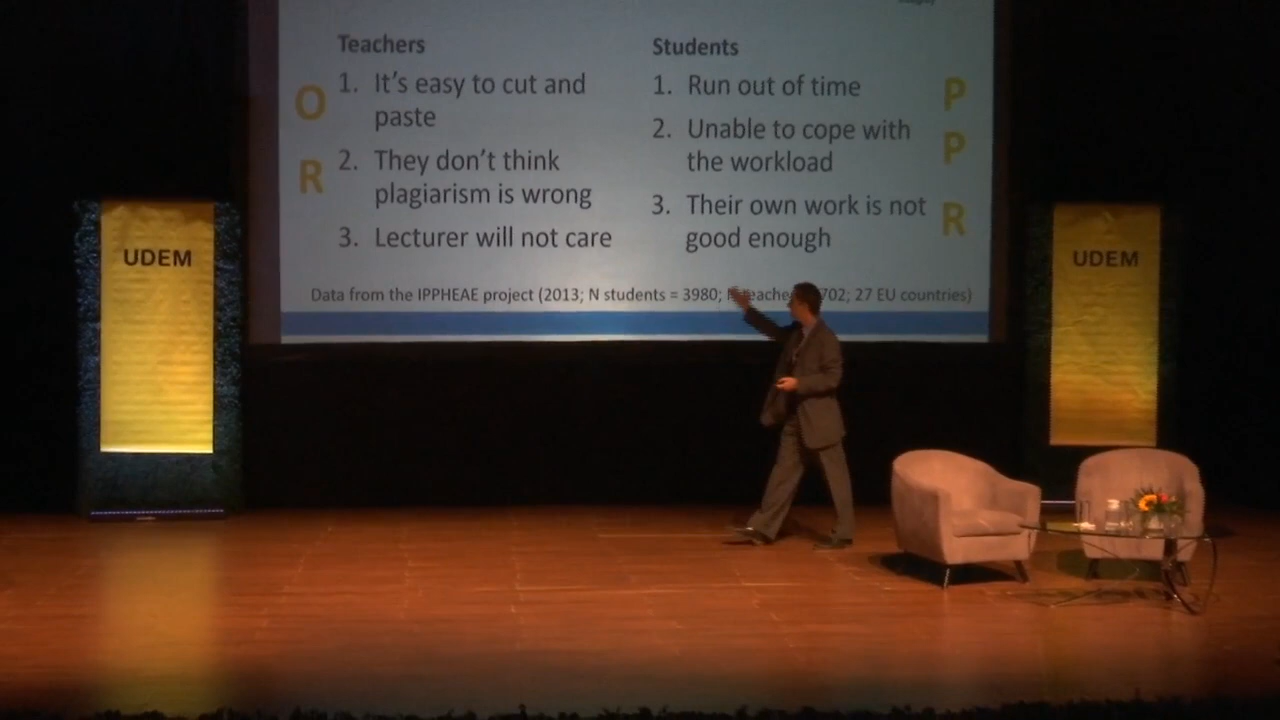 Teachers
1. It's easy to cut and
paste
2. They don't think
plagiarism is wrong
3. Lecturer will not care
O
R
Students
1. Run out of time
2. Unable to cope with
the workload
3. Their own work is not
good enough
P
P
R
Data from the IPPHEAE project (2013; N students = 3980; 27 EU countries)
UDEM
UDEM